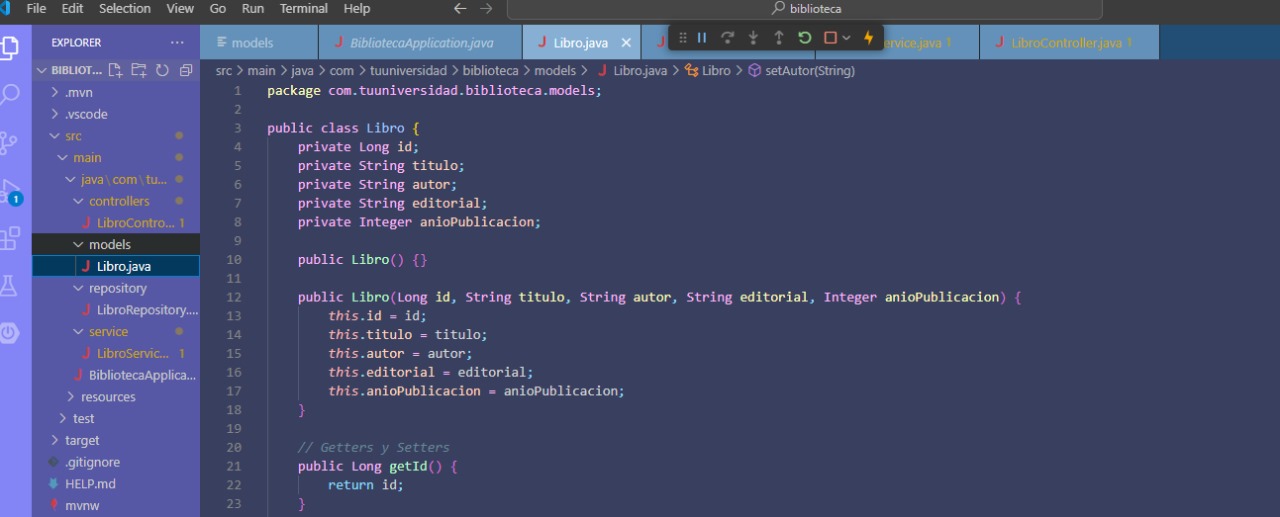 File Edit Selection View Go Run Terminal Help biblioteca
EXPLORER
models BibliotecaApplication.java Libro.java ervice.java 1 LibroController.java 1
BIBLIOT...
src > main > java > com > tuuniversidad > biblioteca > models > Libro.java > Libro > setAutor(String)
.mvn
.vscode
src
main
java\com\tu...
controllers
LibroContro... 1
models
Libro.java
repository
LibroRepository....
service
LibroServic... 1
BibliotecaApplica...
resources
test
target
.gitignore
HELP.md
mvnw
1
1 package com.tuuniversidad.biblioteca.models;
2
3 public class Libro {
4 private Long id;
5 private String titulo;
6 private String autor;
7 private String editorial;
8 private Integer anioPublicacion;
9
10 public Libro() {}
11
12 public Libro(Long id, String titulo, String autor, String editorial, Integer anioPublicacion) {
13 this.id = id;
14 this.titulo = titulo;
15 this.autor = autor;
16 this.editorial = editorial;
17 this.anioPublicacion = anioPublicacion;
18 }
19
20 // Getters y Setters
21 public Long getId() {
22 return id;
23 }